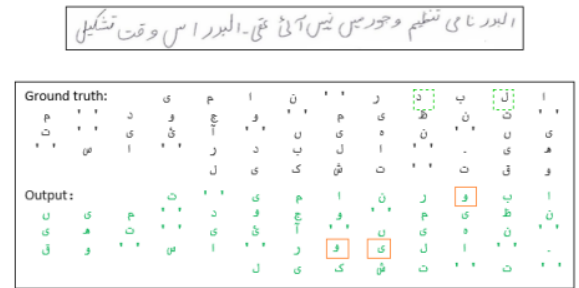 البدر نامی تنظیم وجود میں نہیں آئی تھی۔ البدر اس وقت تشکیل
Ground truth:
ا ل ب د ر ' ' ن ا م ی
' ' ت ن ظ ی م ' ' و ج و د ' ' م
ی ں ' ' ن ہ ی ں ' ' آ ئ ی ' ' ت
ھ ی ۔ ' ' ا ل ب د ر ' ' ا س ' '
و ق ت ' ' ت ش ک ی ل
Output:
ا ب و ر ن ا م ی ' ' ت
ن ظ ی م ' ' و ج و د ' ' م ی ں
' ' ن ہ ی ں ' ' آ ئ ی ' ' ت ھ ی
۔ ' ' ا ل ی و ر ' ' ا س ' ' و ق
' ' ت ' ' ت ش ک ی ل